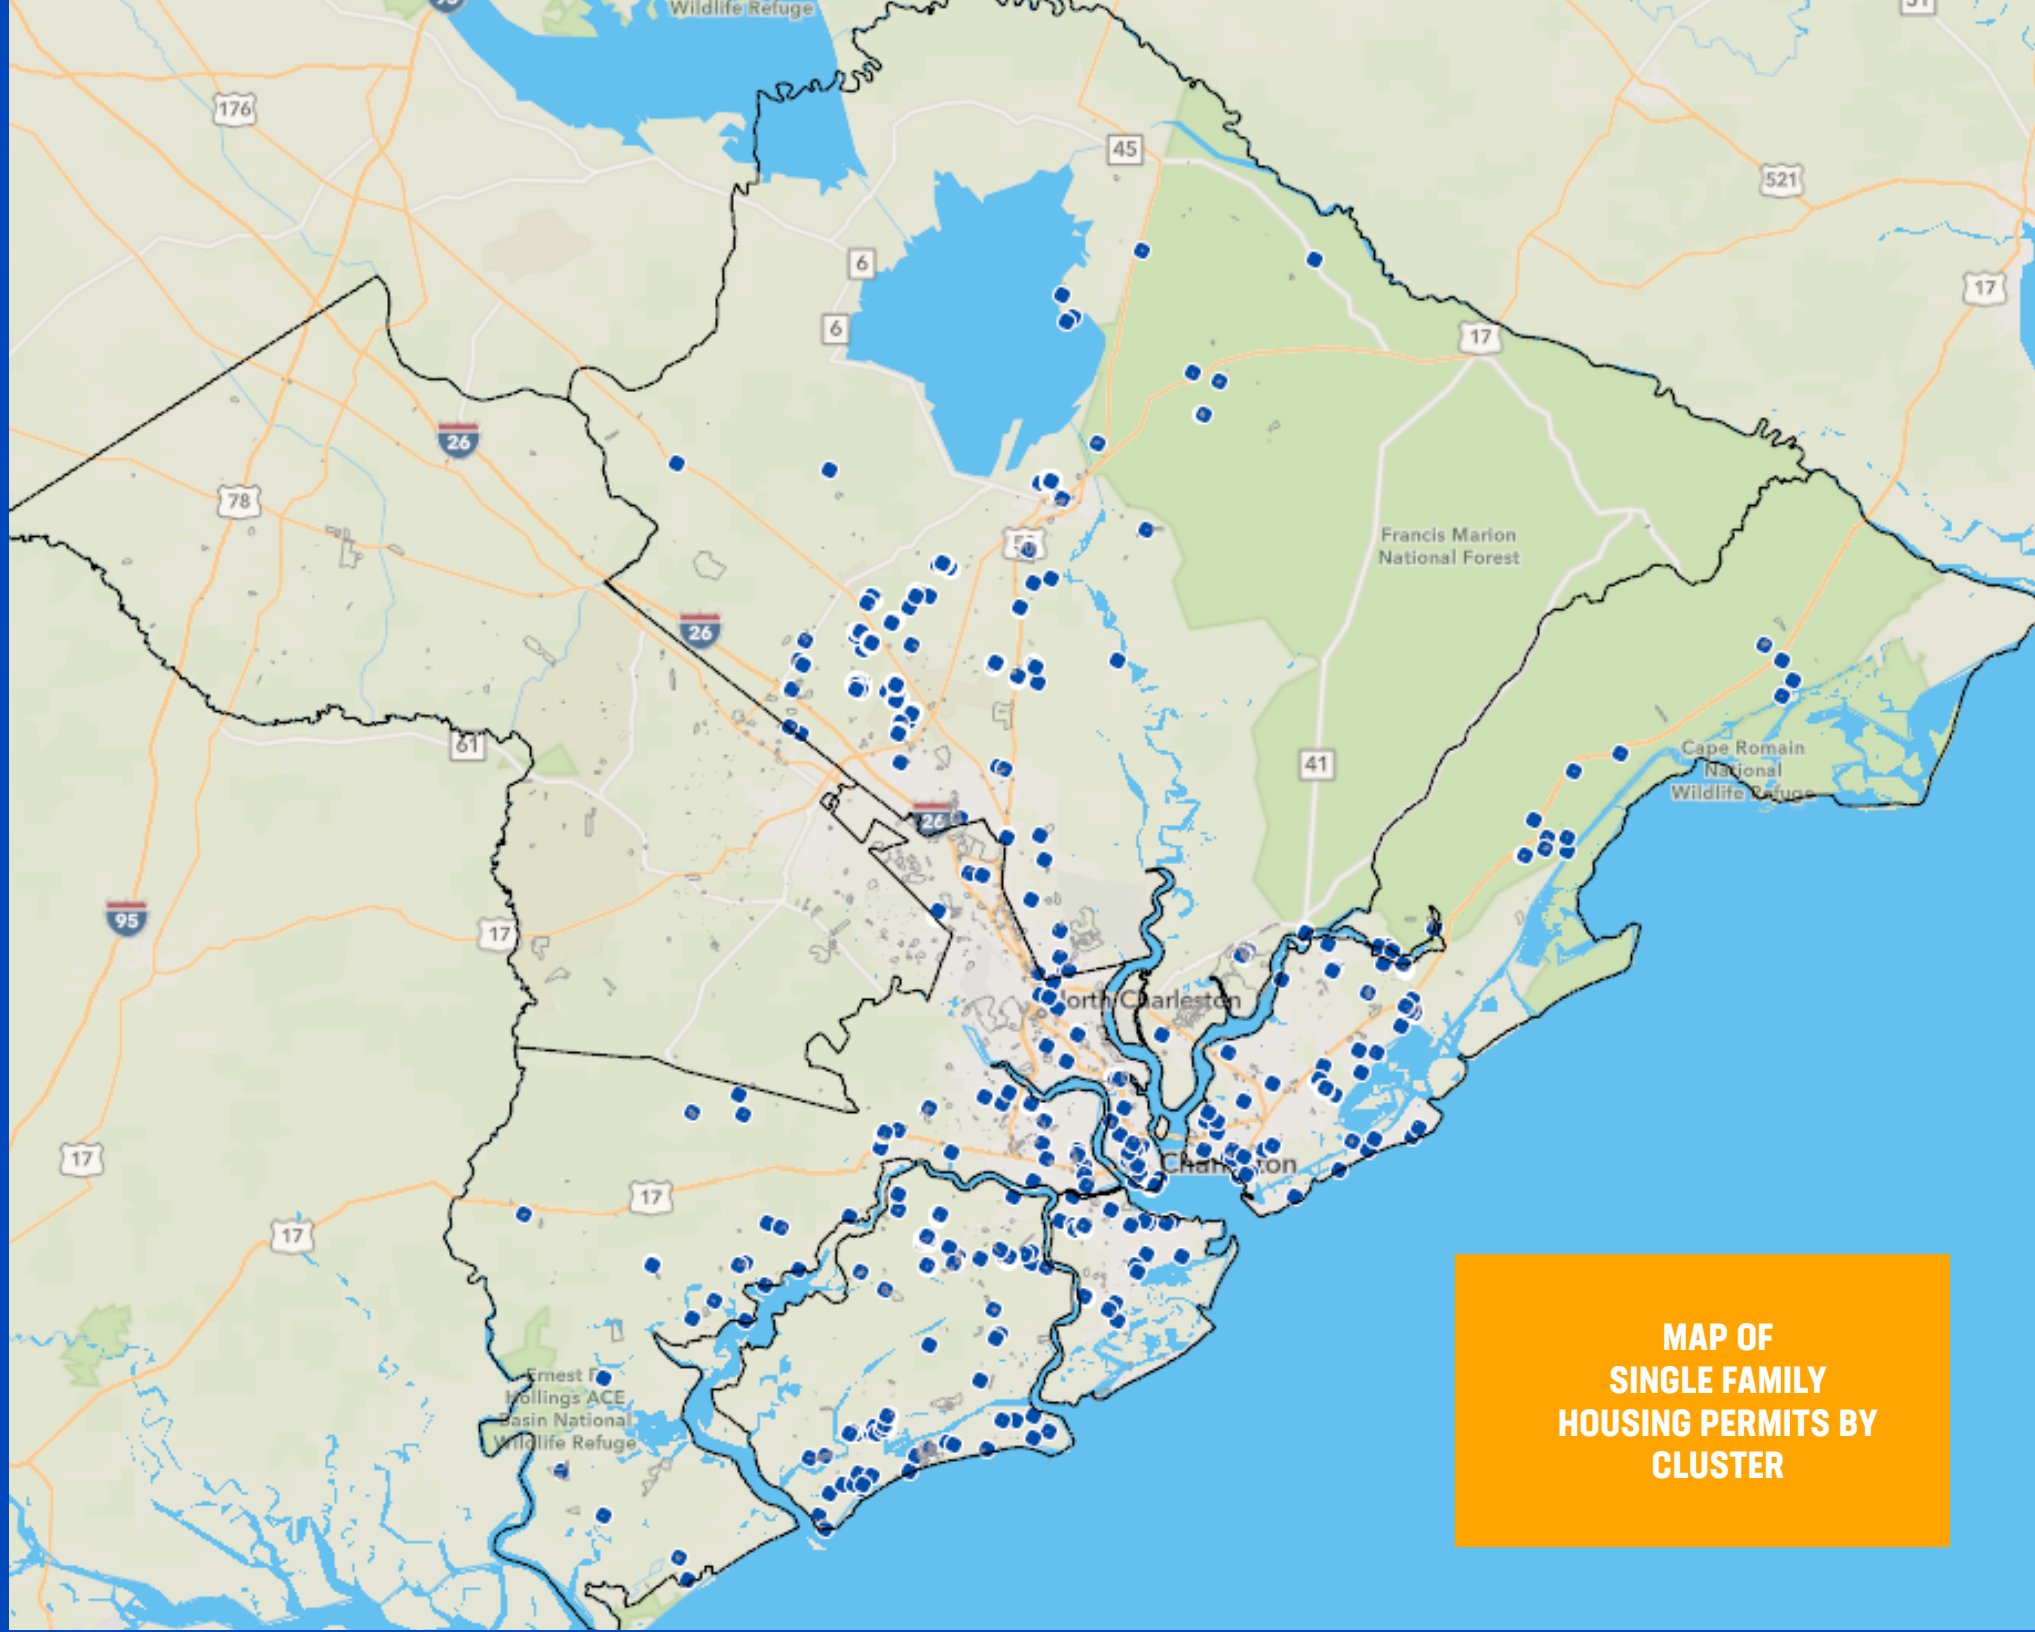 Wildlife Refuge
176
45
521
6
17
6
17
26
78
Francis Marion
National Forest
26
Cape Romain
National
Wildlife Refuge
61
41
26
95
17
North Charleston
17
Charleston
17
17
Ernest F.
Hollings ACE
Basin National
Wildlife Refuge
MAP OF
SINGLE FAMILY
HOUSING PERMITS BY
CLUSTER